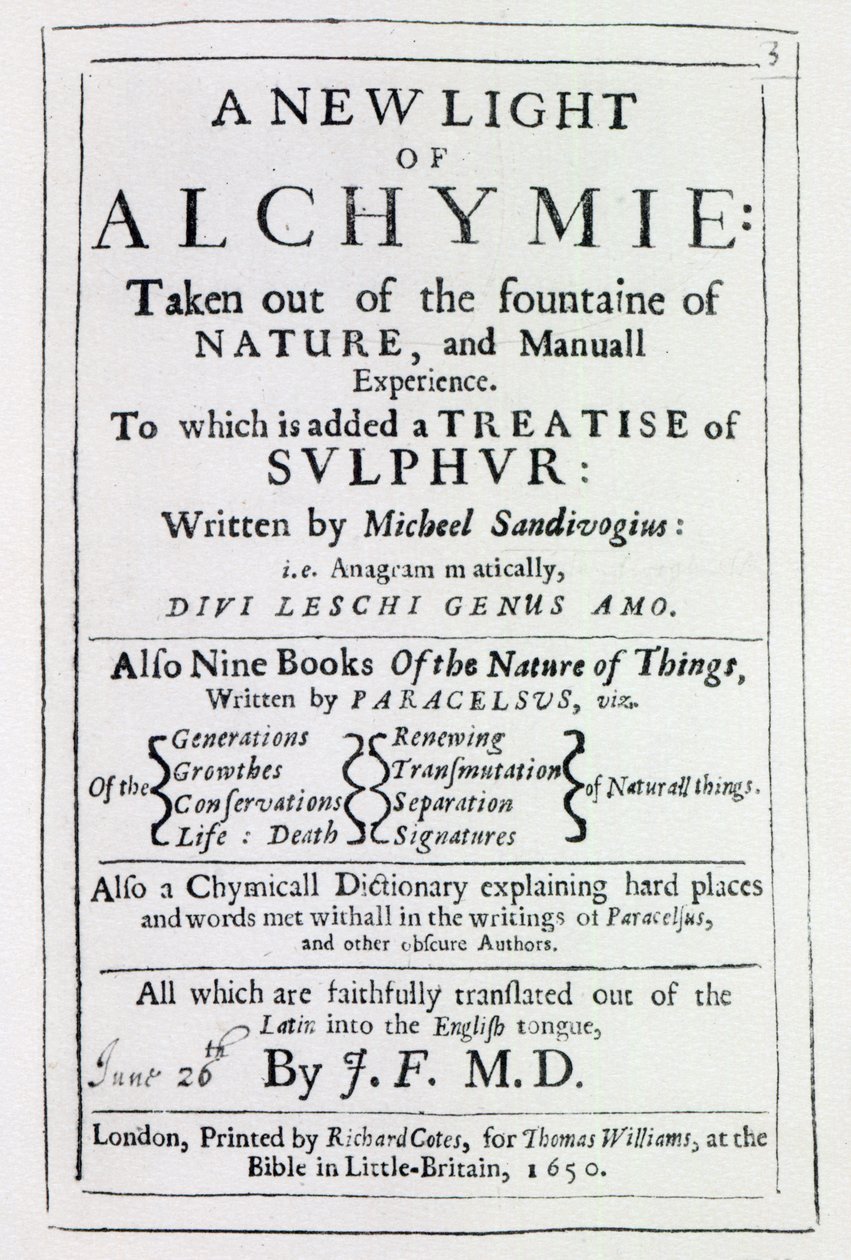 3
A NEW LIGHT
OF
ALCHYMIE:
Taken out of the fountaine of
NATURE, and Manuall
Experience.
To which is added a TREATISE of
SVLPHVR:
Written by Micheel Sandivogius:
i.e. Anagram matically,
DIVI LESCHI GENUS AMO.
Alſo Nine Books Of the Nature of Things,
Written by PARACELSVS, viz.
Of the { Generations } { Renewing } of Naturall things.
Growthes Tranſmutation
Conſervations Separation
Life : Death Signatures
Alſo a Chymicall Dictionary explaining hard places
and words met withall in the writings of Paracelſus,
and other obſcure Authors.
All which are faithfully tranſlated out of the
Latin into the Engliſh tongue,
June 26th By J. F. M. D.
London, Printed by Richard Cotes, for Thomas Williams, at the
Bible in Little-Britain, 1650.